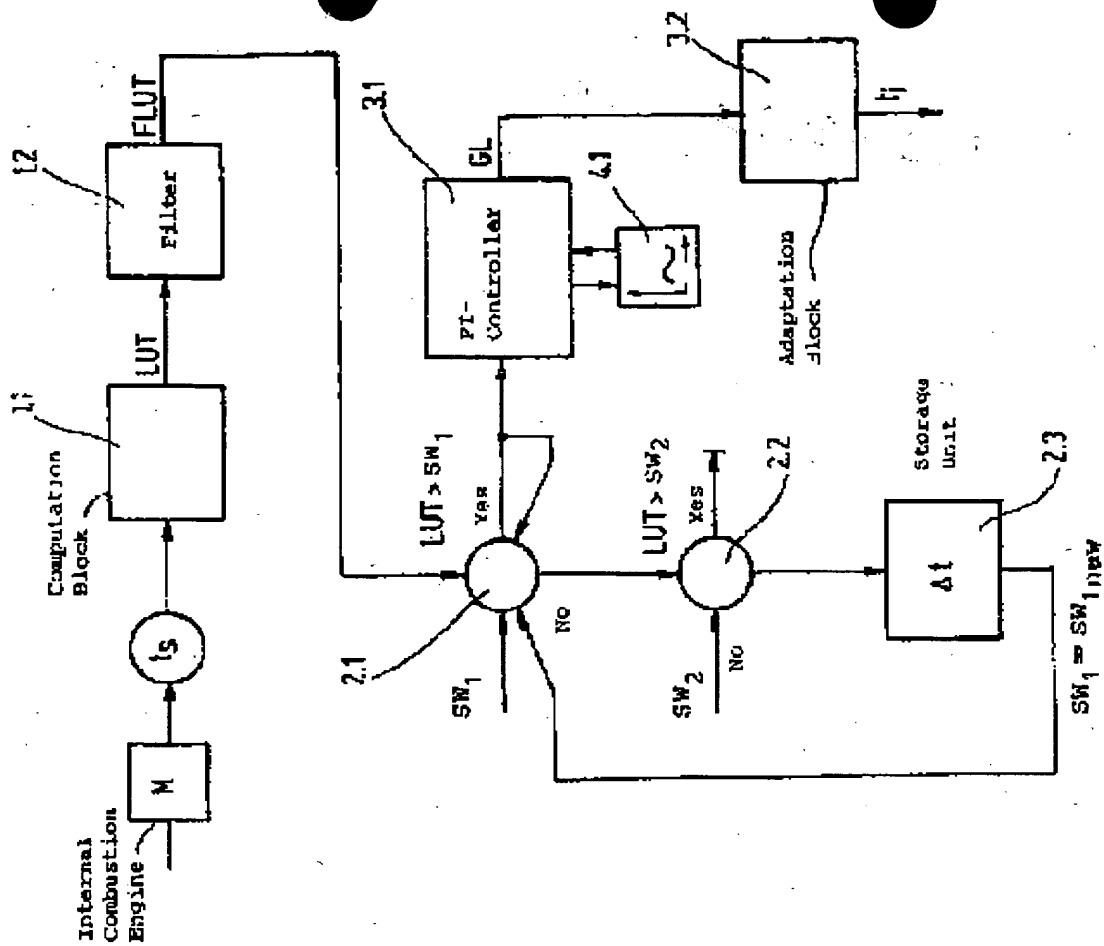 Internal
Combustion
Engine
M
ts
Computation
Block
1.1
LUT
1.2
Filter
FLUT
2.1
SW1
LUT > SW1
Yes
No
PI-
Controller
3.1
GL
4.1
3.2
Adaptation
Block
ti
SW2
No
LUT > SW2
Yes
2.2
Storage
Unit
2.3
Δt
SW1 = SW1new